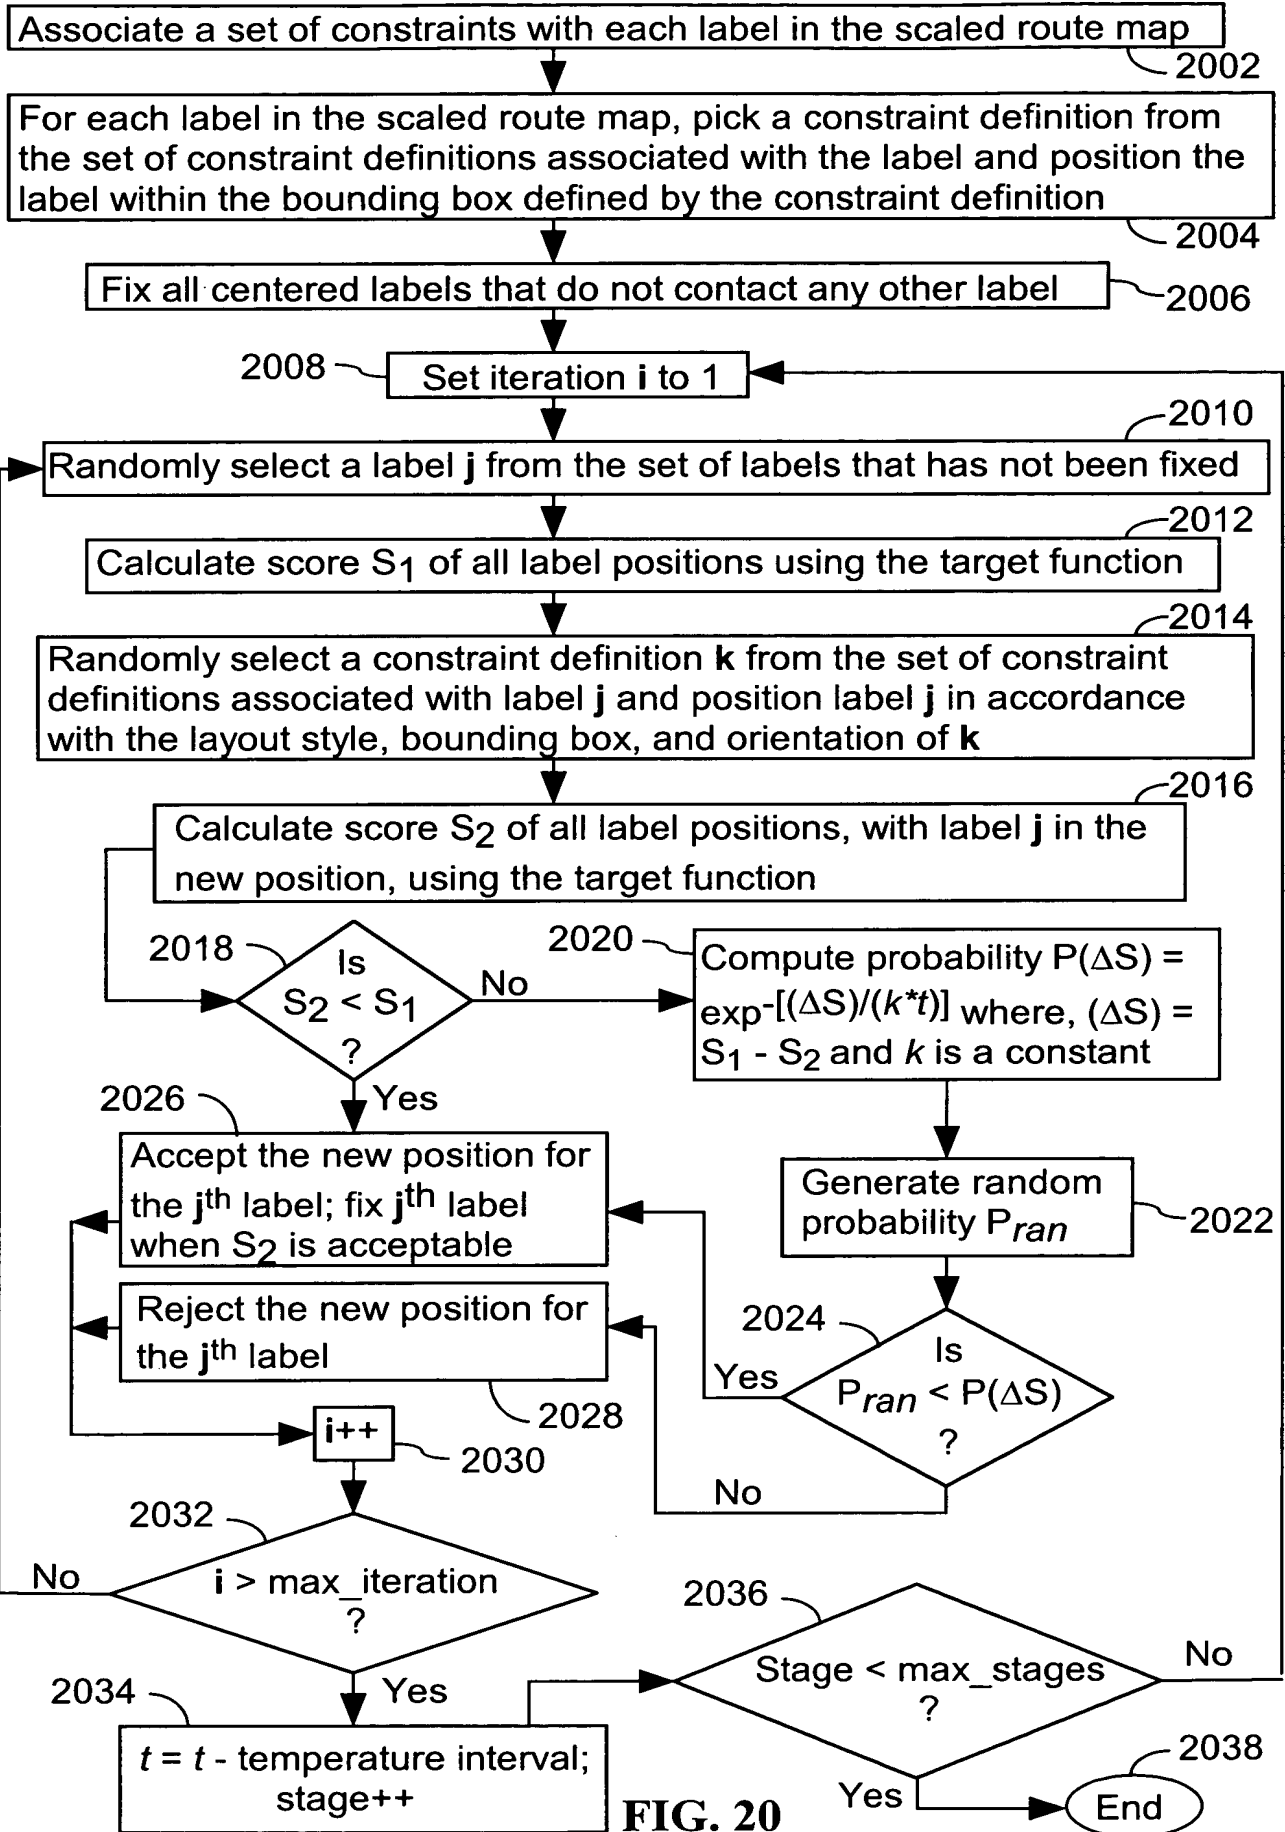 Associate a set of constraints with each label in the scaled route map
2002
For each label in the scaled route map, pick a constraint definition from
the set of constraint definitions associated with the label and position the
label within the bounding box defined by the constraint definition
2004
Fix all centered labels that do not contact any other label
2006
2008
Set iteration i to 1
2010
Randomly select a label j from the set of labels that has not been fixed
2012
Calculate score S1 of all label positions using the target function
2014
Randomly select a constraint definition k from the set of constraint
definitions associated with label j and position label j in accordance
with the layout style, bounding box, and orientation of k
2016
Calculate score S2 of all label positions, with label j in the
new position, using the target function
2018
Is
S2 < S1
?
No
Yes
2020
Compute probability P(ΔS) =
exp-[(ΔS)/(k*t)] where, (ΔS) =
S1 - S2 and k is a constant
2026
Accept the new position for
the jth label; fix jth label
when S2 is acceptable
Generate random
probability Pran
2022
Reject the new position for
the jth label
2028
2024
Is
Pran < P(ΔS)
?
Yes
No
i++
2030
2032
i > max_iteration
?
No
Yes
2034
t = t - temperature interval;
stage++
2036
Stage < max_stages
?
No
Yes
2038
End
FIG. 20